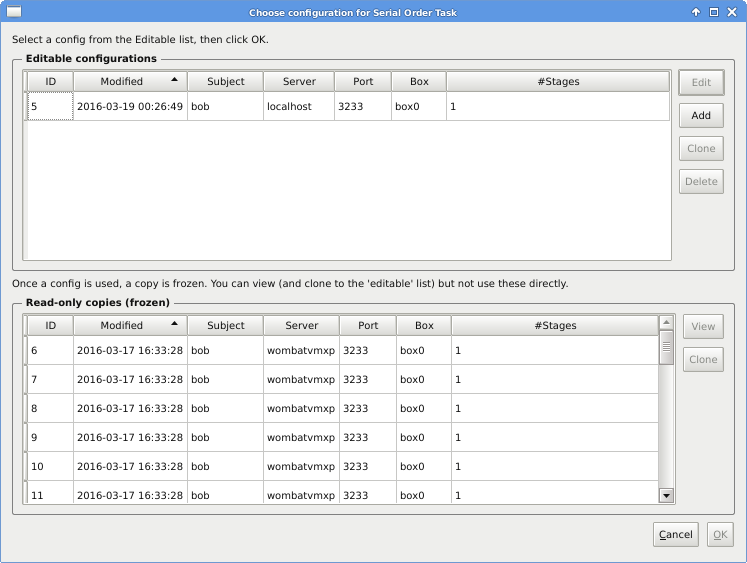 Choose configuration for Serial Order Task
Select a config from the Editable list, then click OK.
Editable configurations
ID Modified Subject Server Port Box #Stages
5 2016-03-19 00:26:49 bob localhost 3233 box0 1
Edit
Add
Clone
Delete
Once a config is used, a copy is frozen. You can view (and clone to the 'editable' list) but not use these directly.
Read-only copies (frozen)
ID Modified Subject Server Port Box #Stages
6 2016-03-17 16:33:28 bob wombatvmxp 3233 box0 1
7 2016-03-17 16:33:28 bob wombatvmxp 3233 box0 1
8 2016-03-17 16:33:28 bob wombatvmxp 3233 box0 1
9 2016-03-17 16:33:28 bob wombatvmxp 3233 box0 1
10 2016-03-17 16:33:28 bob wombatvmxp 3233 box0 1
11 2016-03-17 16:33:28 bob wombatvmxp 3233 box0 1
View
Clone
Cancel OK